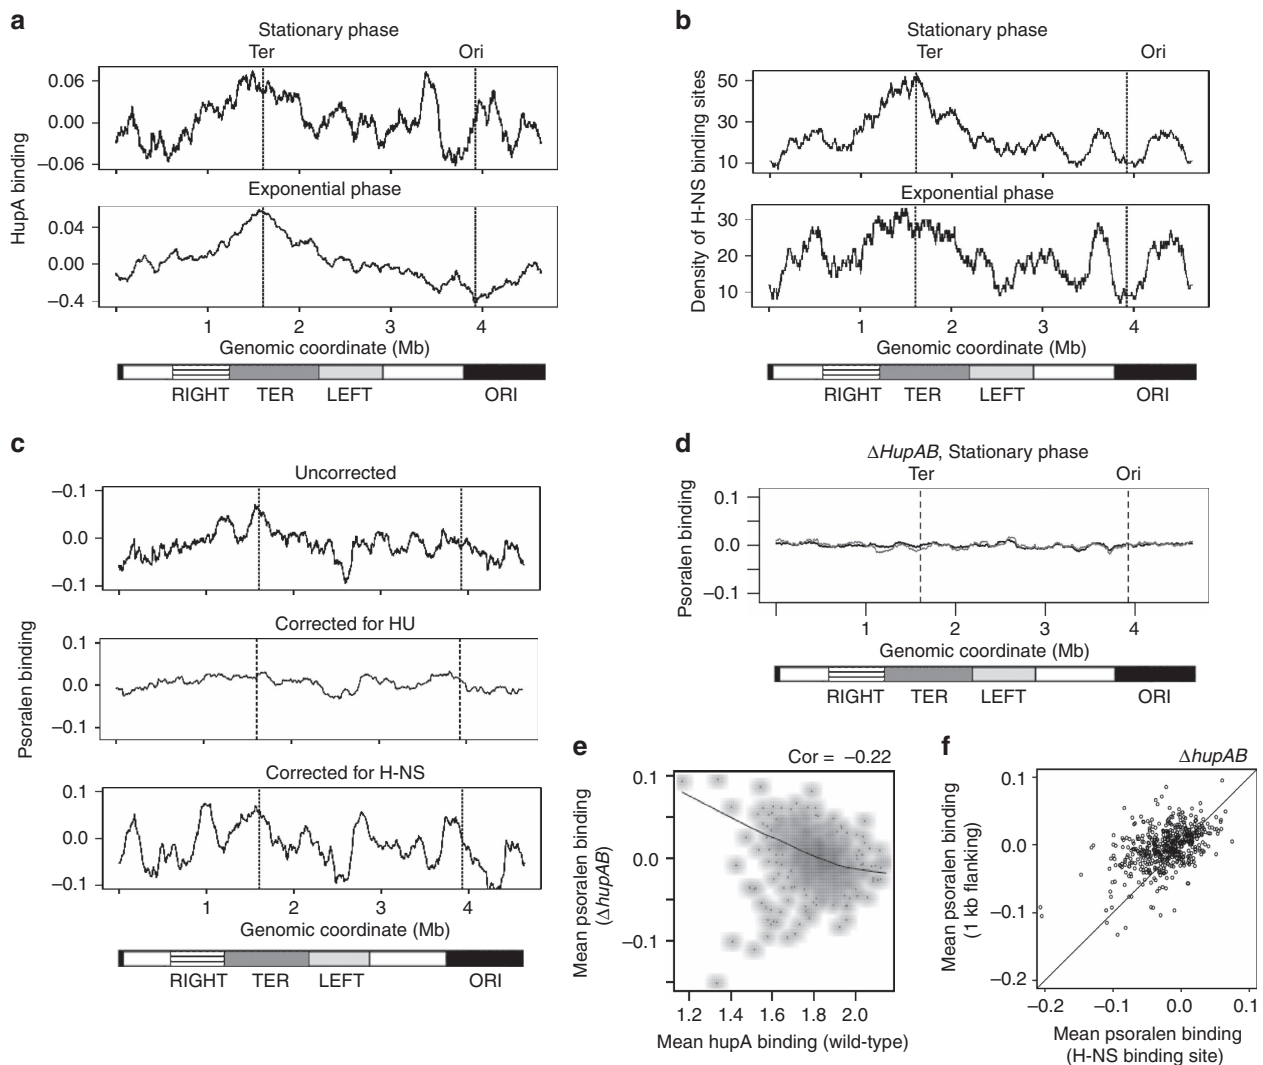 a
Stationary phase
Ter
Ori
0.06
0.00
−0.06
Exponential phase
0.04
0.00
−0.4
HupA binding
1
2
3
4
Genomic coordinate (Mb)
RIGHT
TER
LEFT
ORI
b
Stationary phase
Ter
Ori
50
30
10
Exponential phase
30
20
10
Density of H-NS binding sites
1
2
3
4
Genomic coordinate (Mb)
RIGHT
TER
LEFT
ORI
c
Uncorrected
−0.1
0.0
−0.1
Corrected for HU
0.1
0.0
−0.1
Corrected for H-NS
0.1
0.0
−0.1
Psoralen binding
1
2
3
4
Genomic coordinate (Mb)
RIGHT
TER
LEFT
ORI
d
ΔHupAB, Stationary phase
Ter
Ori
0.1
0.0
−0.1
Psoralen binding
1
2
3
4
Genomic coordinate (Mb)
RIGHT
TER
LEFT
ORI
e
Cor = −0.22
0.1
0.0
−0.1
Mean psoralen binding
(ΔhupAB)
1.2
1.4
1.6
1.8
2.0
Mean hupA binding (wild-type)
f
ΔhupAB
0.1
0.0
−0.1
−0.2
Mean psoralen binding
(1 kb flanking)
−0.2
−0.1
0.0
0.1
Mean psoralen binding
(H-NS binding site)